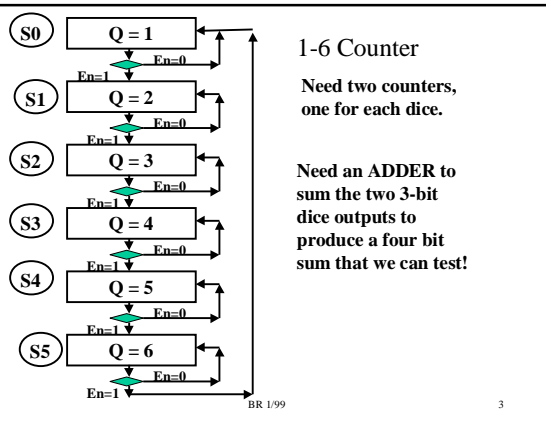 S0
Q = 1
En=0
En=1
S1
Q = 2
En=0
En=1
S2
Q = 3
En=0
En=1
S3
Q = 4
En=0
En=1
S4
Q = 5
En=0
En=1
S5
Q = 6
En=0
En=1
1-6 Counter
Need two counters,
one for each dice.
Need an ADDER to
sum the two 3-bit
dice outputs to
produce a four bit
sum that we can test!
BR 1/99
3